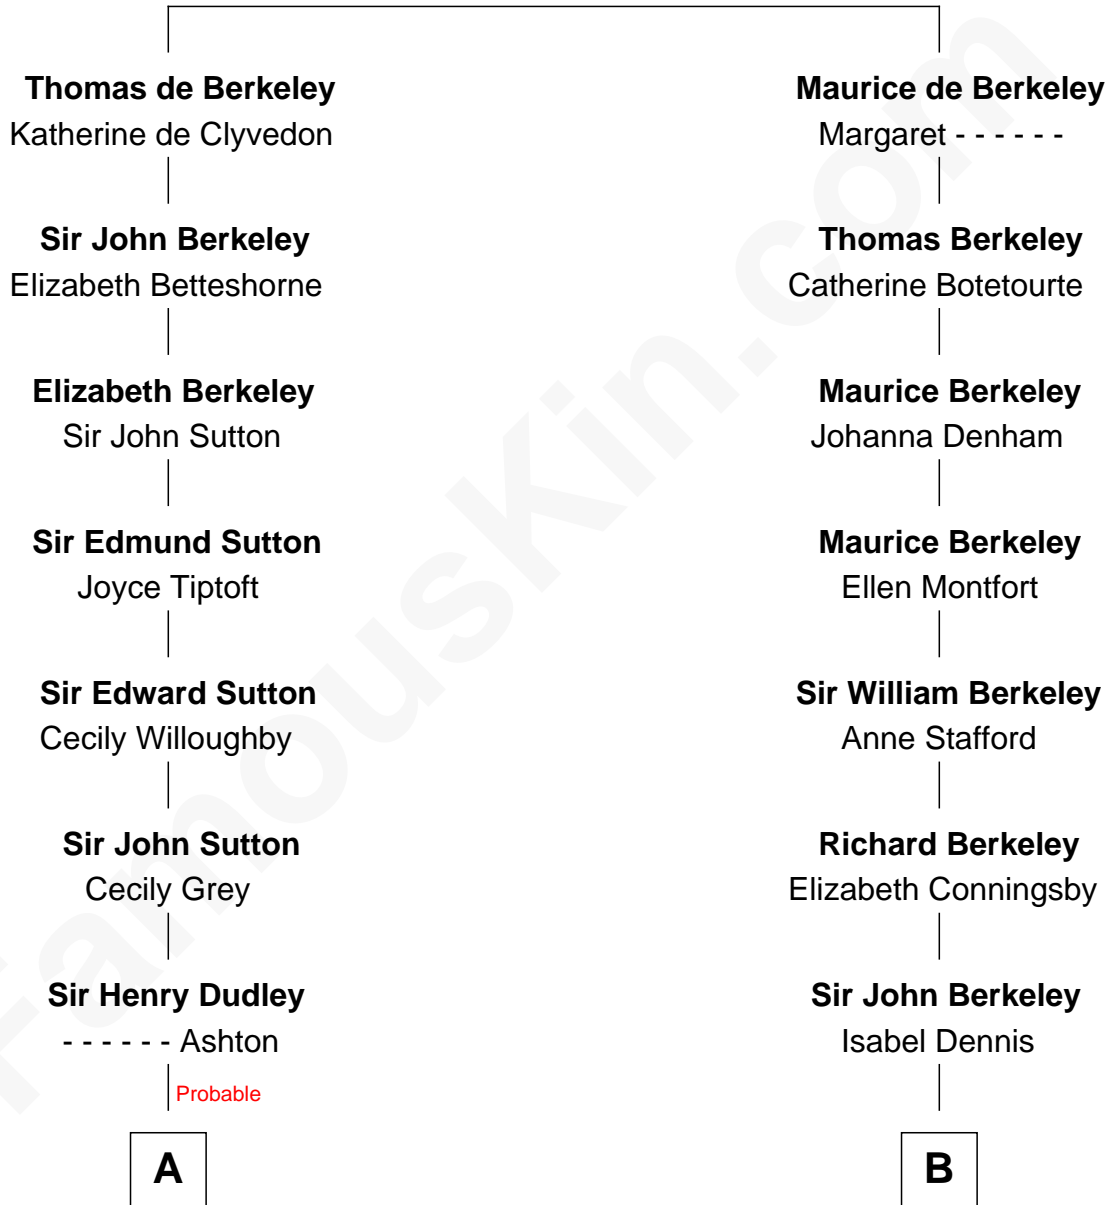 Thomas de Berkeley
Katherine de Clyvedon
Sir John Berkeley
Elizabeth Betteshorne
Elizabeth Berkeley
Sir John Sutton
Sir Edmund Sutton
Joyce Tiptoft
Sir Edward Sutton
Cecily Willoughby
Sir John Sutton
Cecily Grey
Sir Henry Dudley
- - - - - - Ashton
Probable
A
Maurice de Berkeley
Margaret - - - - - -
Thomas Berkeley
Catherine Botetourte
Maurice Berkeley
Johanna Denham
Maurice Berkeley
Ellen Montfort
Sir William Berkeley
Anne Stafford
Richard Berkeley
Elizabeth Conningsby
Sir John Berkeley
Isabel Dennis
B
FamousKin.com